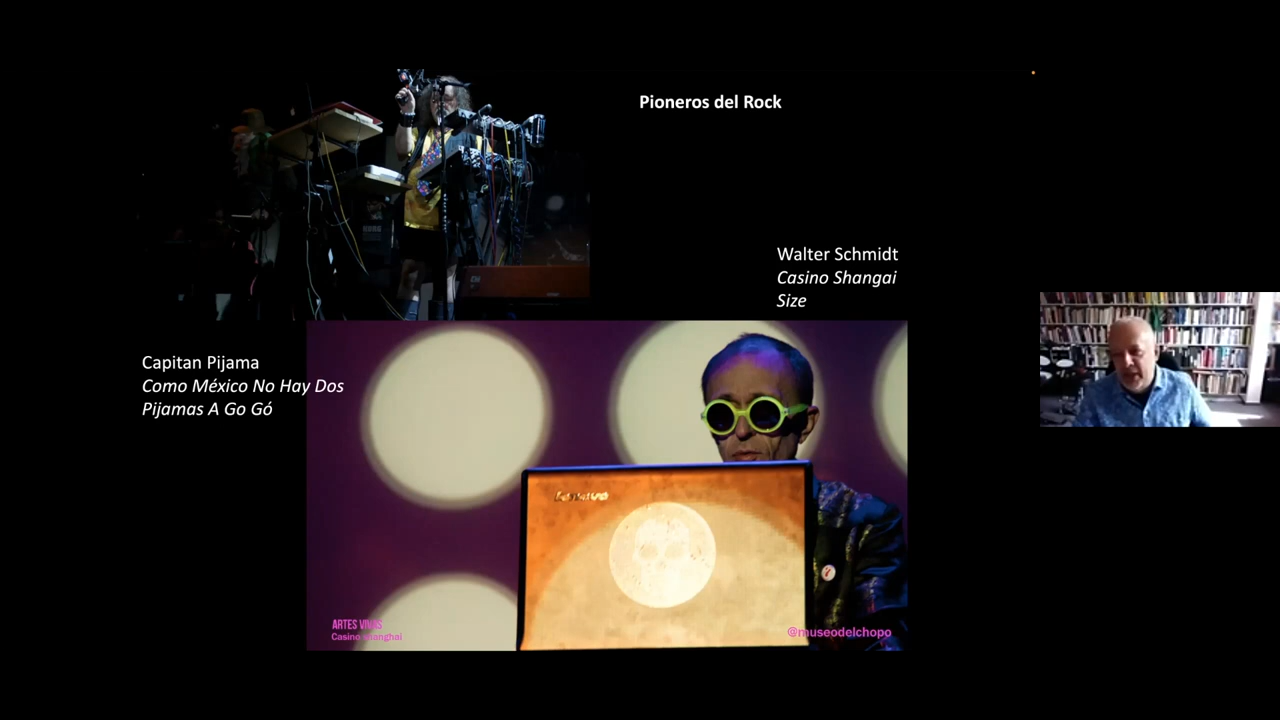 Pioneros del Rock
Walter Schmidt
Casino Shangai
Size
Capitan Pijama
Como México No Hay Dos
Pijamas A Go Gó
KORG
ARTES VIVAS
Casino shanghai
@museodelchopo